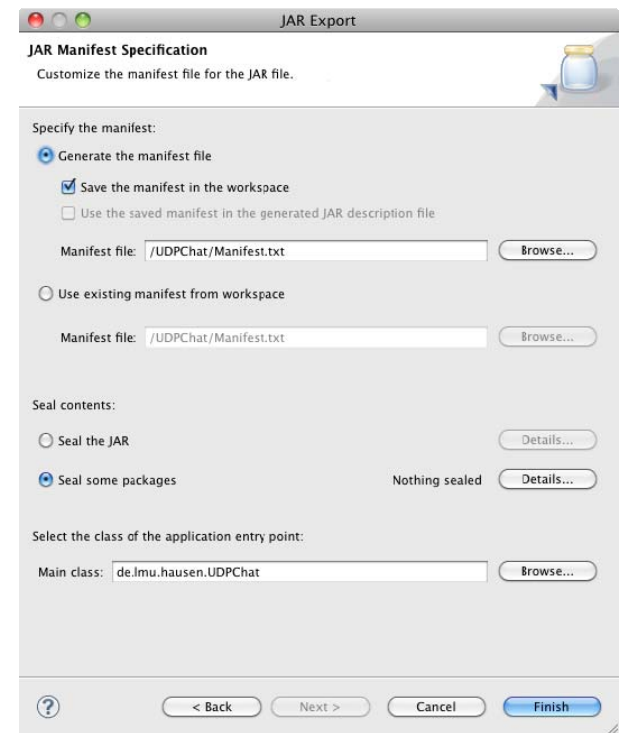 JAR Export
JAR Manifest Specification
Customize the manifest file for the JAR file.
Specify the manifest:
Generate the manifest file
Save the manifest in the workspace
Use the saved manifest in the generated JAR description file
Manifest file: /UDPChat/Manifest.txt Browse...
Use existing manifest from workspace
Manifest file: /UDPChat/Manifest.txt Browse...
Seal contents:
Seal the JAR Details...
Seal some packages Nothing sealed Details...
Select the class of the application entry point:
Main class: de.lmu.hausen.UDPChat Browse...
? < Back Next > Cancel Finish